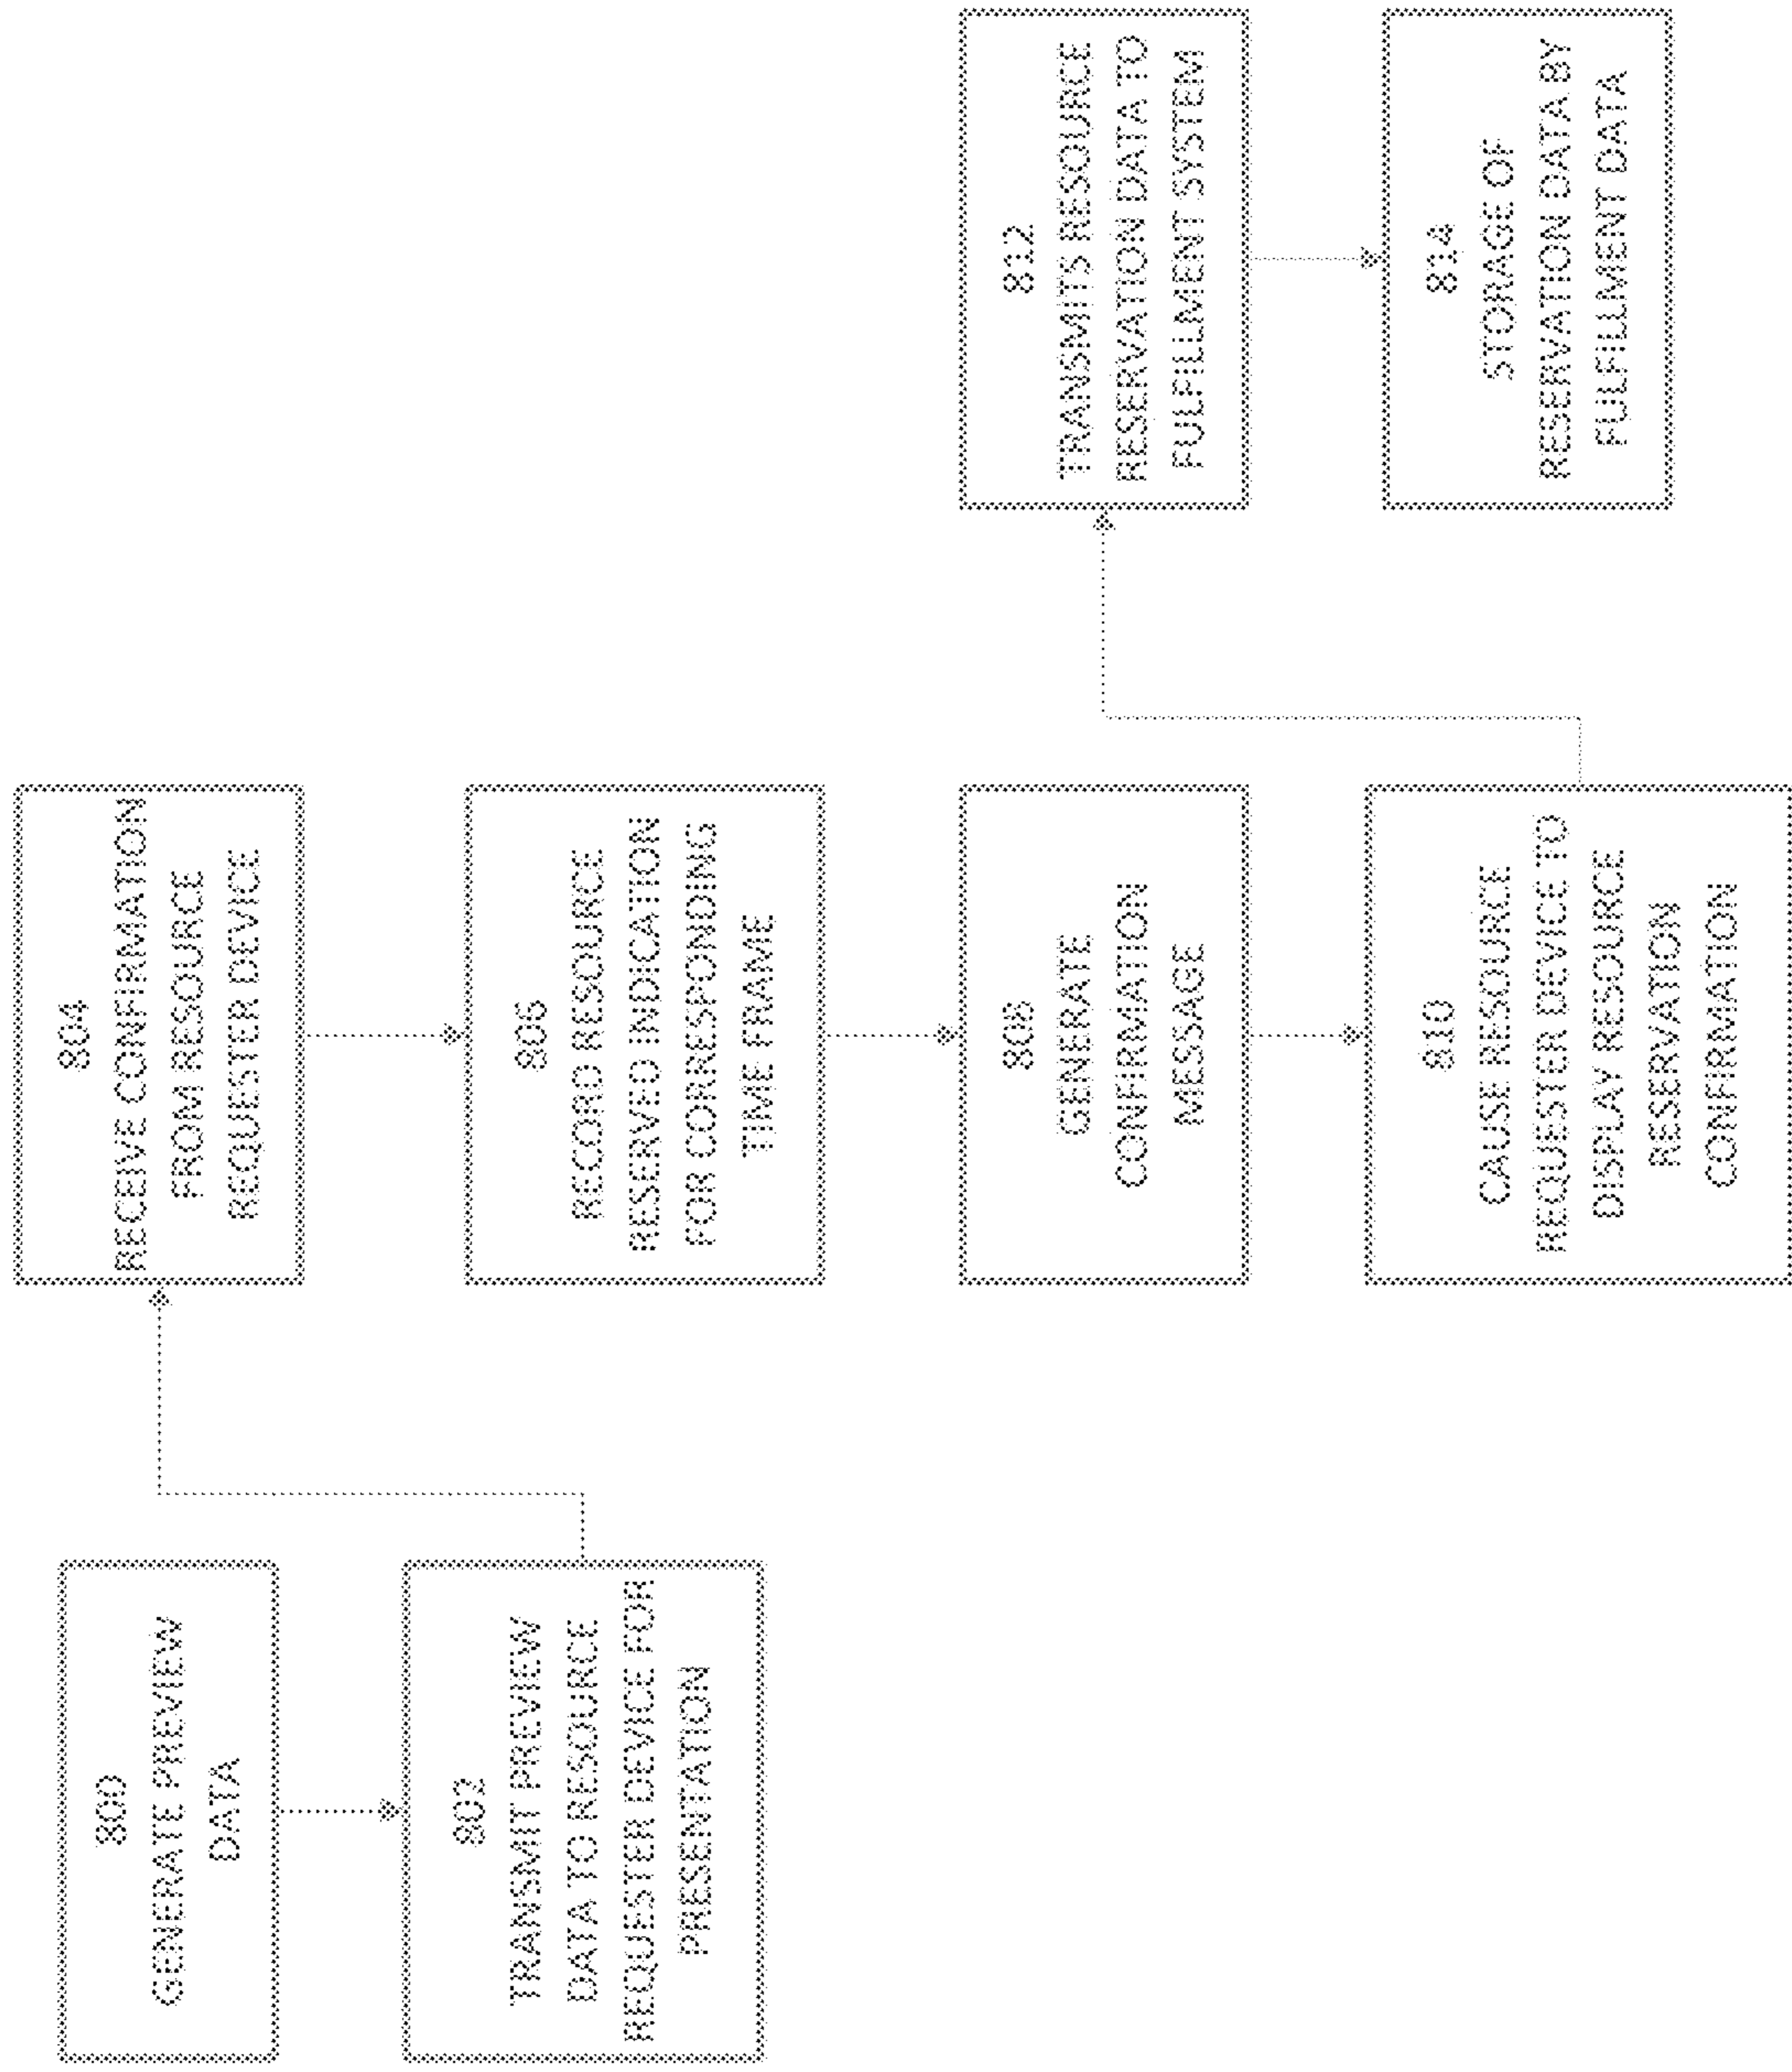 800
GENERATE PREVIEW
DATA
802
TRANSMIT PREVIEW
DATA TO RESOURCE
REQUESTER DEVICE FOR
PRESENTATION
804
RECEIVE CONFIRMATION
FROM RESOURCE
REQUESTER DEVICE
806
RECORD RESOURCE
RESERVED INDICATION
FOR CORRESPONDING
TIME FRAME
808
GENERATE
CONFIRMATION
MESSAGE
810
CAUSE RESOURCE
REQUESTER DEVICE TO
DISPLAY RESOURCE
RESERVATION
CONFIRMATION
812
TRANSMITS RESOURCE
RESERVATION DATA TO
FULFILLMENT SYSTEM
814
STORAGE OF
RESERVATION DATA BY
FULFILLMENT DATA